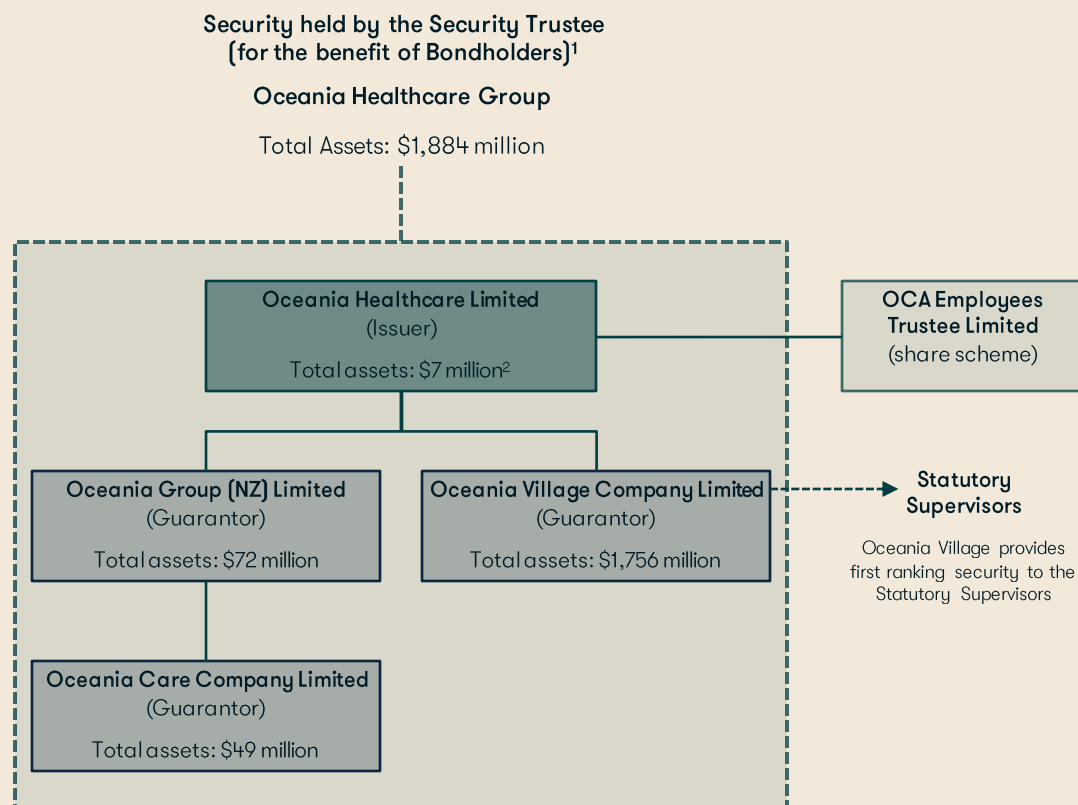 Security held by the Security Trustee
(for the benefit of Bondholders)¹
Oceania Healthcare Group
Total Assets: $1,884 million
Oceania Healthcare Limited
(Issuer)
Total assets: $7 million²
OCA Employees
Trustee Limited
(share scheme)
Oceania Group (NZ) Limited
(Guarantor)
Total assets: $72 million
Oceania Village Company Limited
(Guarantor)
Total assets: $1,756 million
Statutory
Supervisors
Oceania Village provides
first ranking security to the
Statutory Supervisors
Oceania Care Company Limited
(Guarantor)
Total assets: $49 million